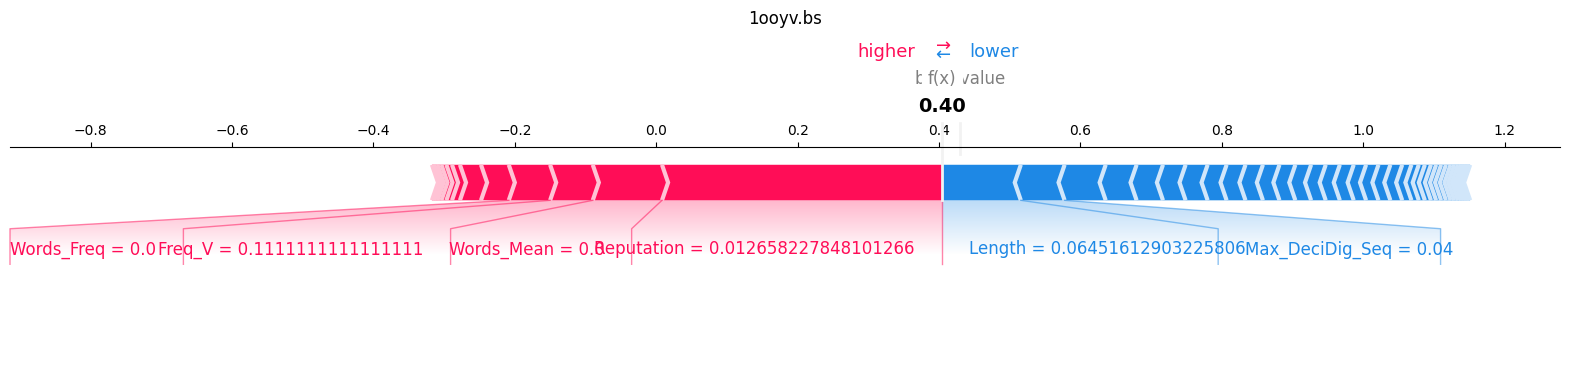 1ooyv.bs
higher ⇄ lower
f(x) value
0.40
−0.8 −0.6 −0.4 −0.2 0.0 0.2 0.4 0.6 0.8 1.0 1.2
Words_Freq = 0.0 Freq_V = 0.1111111111111111 Words_Mean = 0.0 Reputation = 0.012658227848101266 Length = 0.06451612903225806 Max_DeciDig_Seq = 0.04